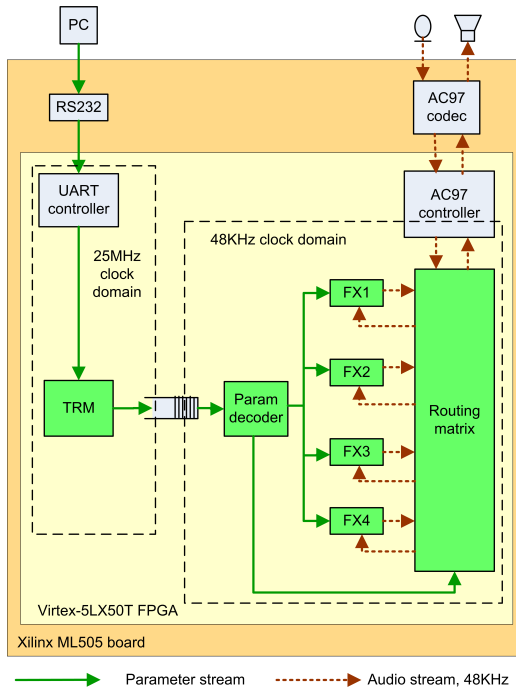 PC
RS232
AC97
codec
UART
controller
AC97
controller
25MHz
clock
domain
48KHz clock domain
FX1
FX2
TRM
Param
decoder
Routing
matrix
FX3
FX4
Virtex-5LX50T FPGA
Xilinx ML505 board
Parameter stream
Audio stream, 48KHz